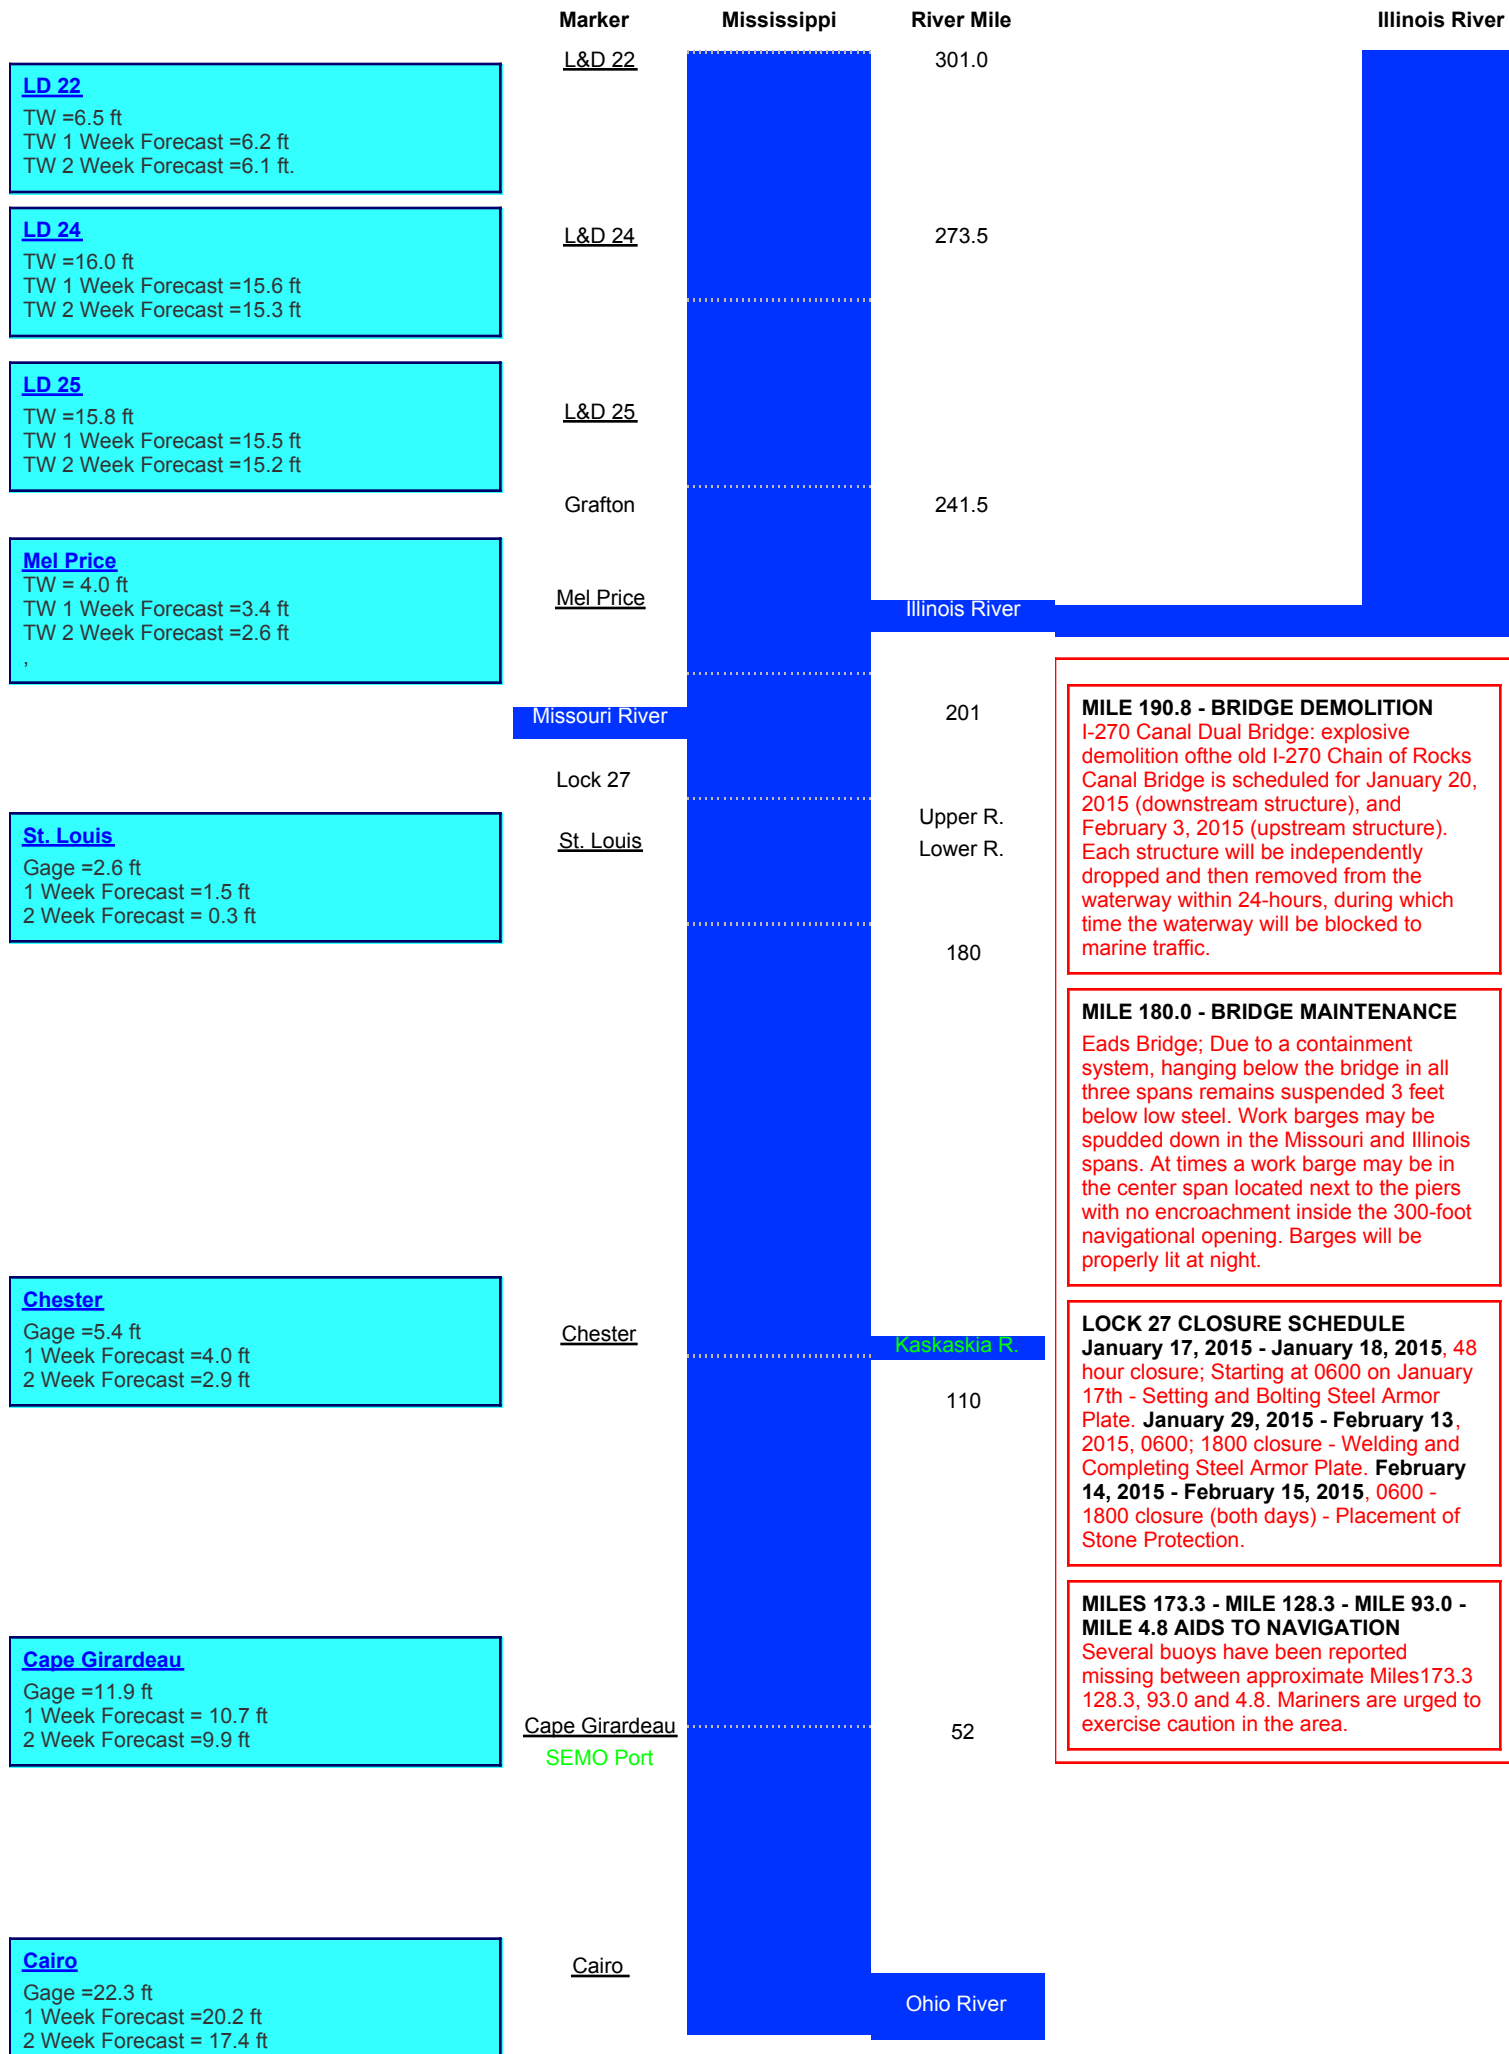 Marker Mississippi River Mile Illinois River
L&D 22 301.0
LD 22
TW =6.5 ft
TW 1 Week Forecast =6.2 ft
TW 2 Week Forecast =6.1 ft.
LD 24
TW =16.0 ft
TW 1 Week Forecast =15.6 ft
TW 2 Week Forecast =15.3 ft
L&D 24 273.5
LD 25
TW =15.8 ft
TW 1 Week Forecast =15.5 ft
TW 2 Week Forecast =15.2 ft
L&D 25
Grafton 241.5
Mel Price
TW = 4.0 ft
TW 1 Week Forecast =3.4 ft
TW 2 Week Forecast =2.6 ft
,
Mel Price
Illinois River
201
Missouri River
Lock 27
Upper R.
Lower R.
St. Louis
Gage =2.6 ft
1 Week Forecast =1.5 ft
2 Week Forecast = 0.3 ft
St. Louis
180
MILE 190.8 - BRIDGE DEMOLITION
I-270 Canal Dual Bridge: explosive
demolition ofthe old I-270 Chain of Rocks
Canal Bridge is scheduled for January 20,
2015 (downstream structure), and
February 3, 2015 (upstream structure).
Each structure will be independently
dropped and then removed from the
waterway within 24-hours, during which
time the waterway will be blocked to
marine traffic.
MILE 180.0 - BRIDGE MAINTENANCE
Eads Bridge; Due to a containment
system, hanging below the bridge in all
three spans remains suspended 3 feet
below low steel. Work barges may be
spudded down in the Missouri and Illinois
spans. At times a work barge may be in
the center span located next to the piers
with no encroachment inside the 300-foot
navigational opening. Barges will be
properly lit at night.
Chester
Gage =5.4 ft
1 Week Forecast =4.0 ft
2 Week Forecast =2.9 ft
Chester
Kaskaskia R.
110
LOCK 27 CLOSURE SCHEDULE
January 17, 2015 - January 18, 2015, 48
hour closure; Starting at 0600 on January
17th - Setting and Bolting Steel Armor
Plate. January 29, 2015 - February 13,
2015, 0600; 1800 closure - Welding and
Completing Steel Armor Plate. February
14, 2015 - February 15, 2015, 0600 -
1800 closure (both days) - Placement of
Stone Protection.
MILES 173.3 - MILE 128.3 - MILE 93.0 -
MILE 4.8 AIDS TO NAVIGATION
Several buoys have been reported
missing between approximate Miles173.3
128.3, 93.0 and 4.8. Mariners are urged to
exercise caution in the area.
Cape Girardeau
Gage =11.9 ft
1 Week Forecast = 10.7 ft
2 Week Forecast =9.9 ft
Cape Girardeau 52
SEMO Port
Cairo
Gage =22.3 ft
1 Week Forecast =20.2 ft
2 Week Forecast = 17.4 ft
Cairo
Ohio River